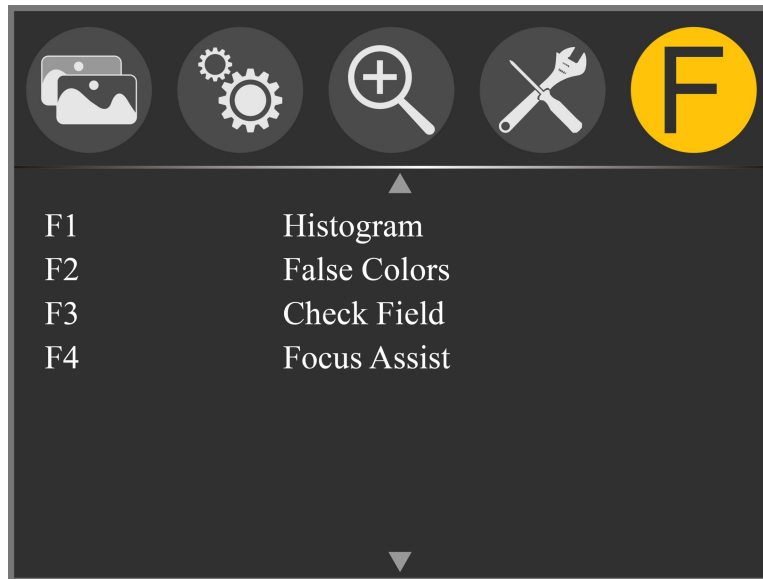 F
F1 Histogram
F2 False Colors
F3 Check Field
F4 Focus Assist